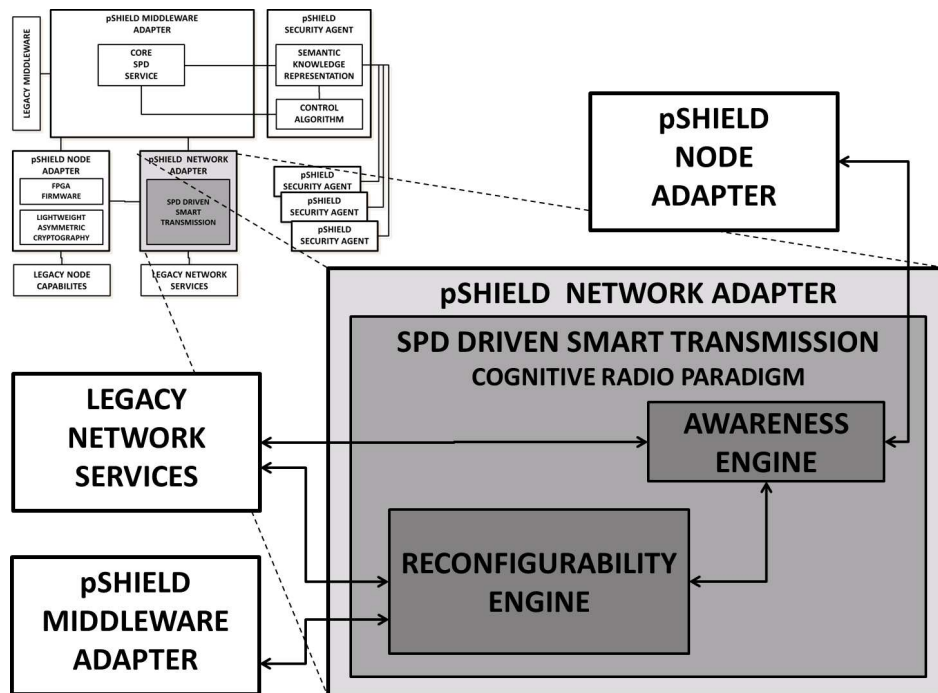 pSHIELD MIDDLEWARE
ADAPTER
LEGACY MIDDLEWARE
CORE
SPD
SERVICE
pSHIELD
SECURITY AGENT
SEMANTIC
KNOWLEDGE
REPRESENTATION
CONTROL
ALGORITHM
pSHIELD NODE
ADAPTER
FPGA
FIRMWARE
LIGHTWEIGHT
ASYMMETRIC
CRYPTOGRAPHY
pSHIELD NETWORK
ADAPTER
SPD DRIVEN
SMART
TRANSMISSION
pSHIELD
SECURITY AGENT
pSHIELD
SECURITY AGENT
pSHIELD
SECURITY AGENT
LEGACY NODE
CAPABILITES
LEGACY NETWORK
SERVICES
pSHIELD
NODE
ADAPTER
pSHIELD NETWORK ADAPTER
SPD DRIVEN SMART TRANSMISSION
COGNITIVE RADIO PARADIGM
AWARENESS
ENGINE
RECONFIGURABILITY
ENGINE
LEGACY
NETWORK
SERVICES
pSHIELD
MIDDLEWARE
ADAPTER